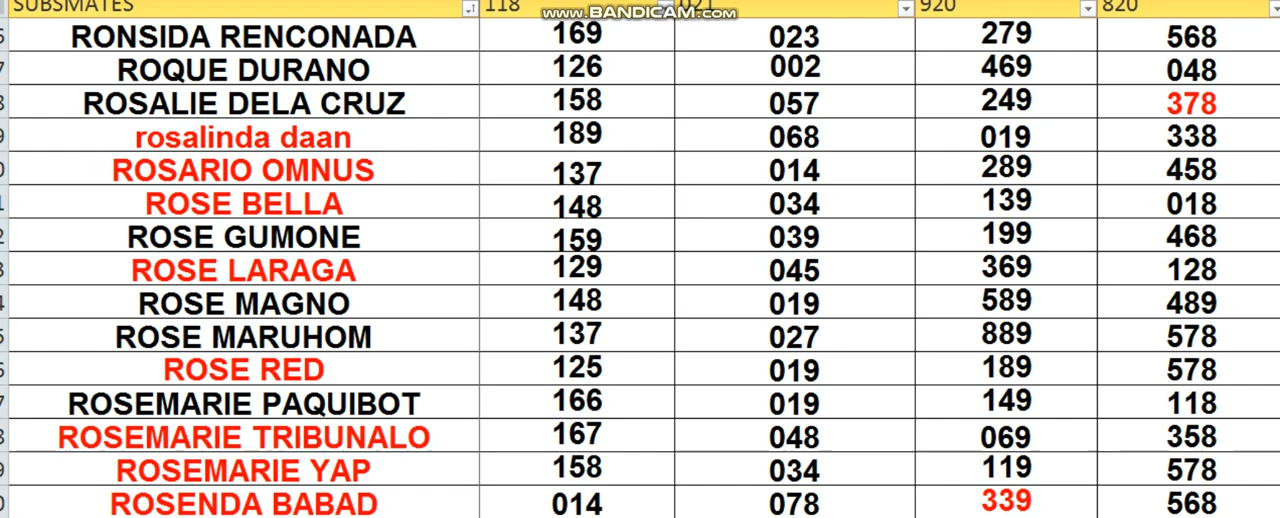 SUBSMATES 118 021 920 820
www.BANDICAM.com
RONSIDA RENCONADA 169 023 279 568
ROQUE DURANO 126 002 469 048
ROSALIE DELA CRUZ 158 057 249 378
rosalinda daan 189 068 019 338
ROSARIO OMNUS 137 014 289 458
ROSE BELLA 148 034 139 018
ROSE GUMONE 159 039 199 468
ROSE LARAGA 129 045 369 128
ROSE MAGNO 148 019 589 489
ROSE MARUHOM 137 027 889 578
ROSE RED 125 019 189 578
ROSEMARIE PAQUIBOT 166 019 149 118
ROSEMARIE TRIBUNALO 167 048 069 358
ROSEMARIE YAP 158 034 119 578
ROSENDA BABAD 014 078 339 568